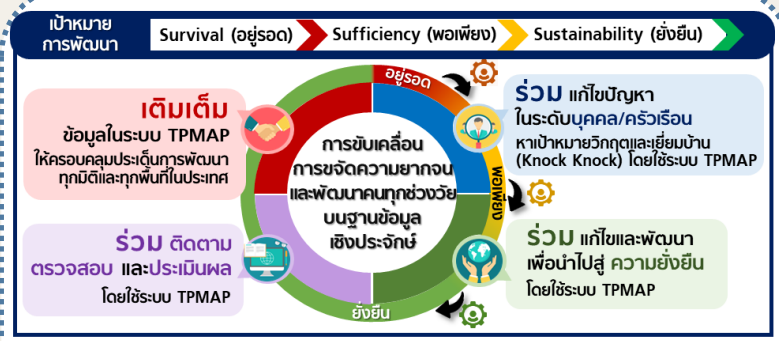 เป้าหมาย
การพัฒนา
Survival (อยู่รอด)
Sufficiency (พอเพียง)
Sustainability (ยั่งยืน)
อยู่รอด
เติมเต็ม
ข้อมูลในระบบ TPMAP
ให้ครอบคลุมประเด็นการพัฒนา
ทุกมิติและทุกพื้นที่ในประเทศ
การขับเคลื่อน
การขจัดความยากจน
และพัฒนาคนทุกช่วงวัย
บนฐานข้อมูล
เชิงประจักษ์
ร่วม แก้ไขปัญหา
ในระดับบุคคล/ครัวเรือน
หาเป้าหมายวิกฤตและเยี่ยมบ้าน
(Knock Knock) โดยใช้ระบบ TPMAP
พอเพียง
ร่วม ติดตาม
ตรวจสอบ และประเมินผล
โดยใช้ระบบ TPMAP
ร่วม แก้ไขและพัฒนา
เพื่อนำไปสู่ ความยั่งยืน
โดยใช้ระบบ TPMAP
ยั่งยืน